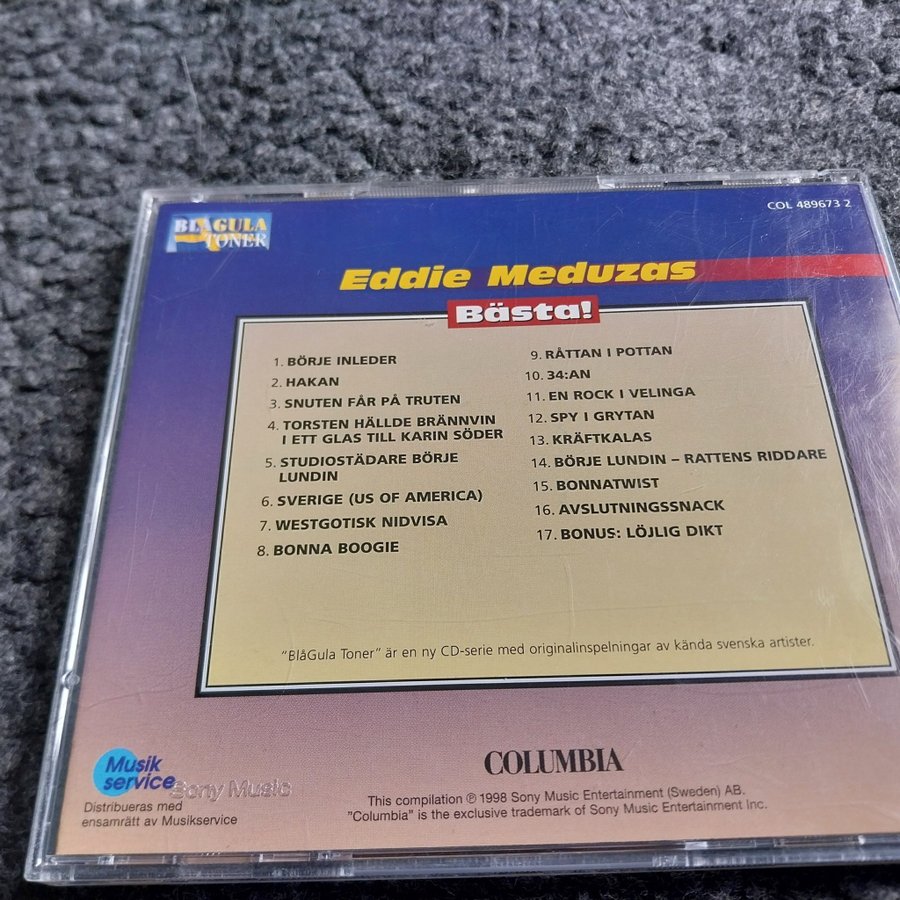 BLÅGULA
TONER
COL 489673 2
Eddie Meduzas
Bästa!
1. BÖRJE INLEDER
2. HAKAN
3. SNUTEN FÅR PÅ TRUTEN
4. TORSTEN HÄLLDE BRÄNNVIN
I ETT GLAS TILL KARIN SÖDER
5. STUDIOSTÄDARE BÖRJE
LUNDIN
6. SVERIGE (US OF AMERICA)
7. WESTGOTISK NIDVISA
8. BONNA BOOGIE
9. RÅTTAN I POTTAN
10. 34:AN
11. EN ROCK I VELINGA
12. SPY I GRYTAN
13. KRÄFTKALAS
14. BÖRJE LUNDIN – RATTENS RIDDARE
15. BONNATWIST
16. AVSLUTNINGSSNACK
17. BONUS: LÖJLIG DIKT
"BlåGula Toner" är en ny CD-serie med originalinspelningar av kända svenska artister.
Musik
service
Sony Music
Distribueras med
ensamrätt av Musikservice
COLUMBIA
This compilation ℗ 1998 Sony Music Entertainment (Sweden) AB.
"Columbia" is the exclusive trademark of Sony Music Entertainment Inc.